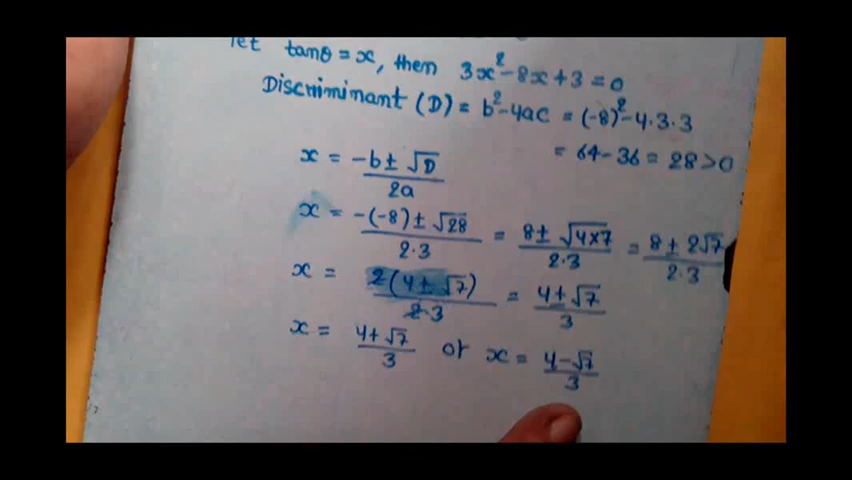 let tanθ = x, then 3x² - 8x + 3 = 0
Discriminant (D) = b² - 4ac = (-8)² - 4·3·3
= 64 - 36 = 28 > 0
x = -b ± √D / 2a
x = -(-8) ± √28 / 2·3 = 8 ± √4×7 / 2·3 = 8 ± 2√7 / 2·3
x = 2(4 ± √7) / 2·3 = 4 ± √7 / 3
x = 4 + √7 / 3 or x = 4 - √7 / 3